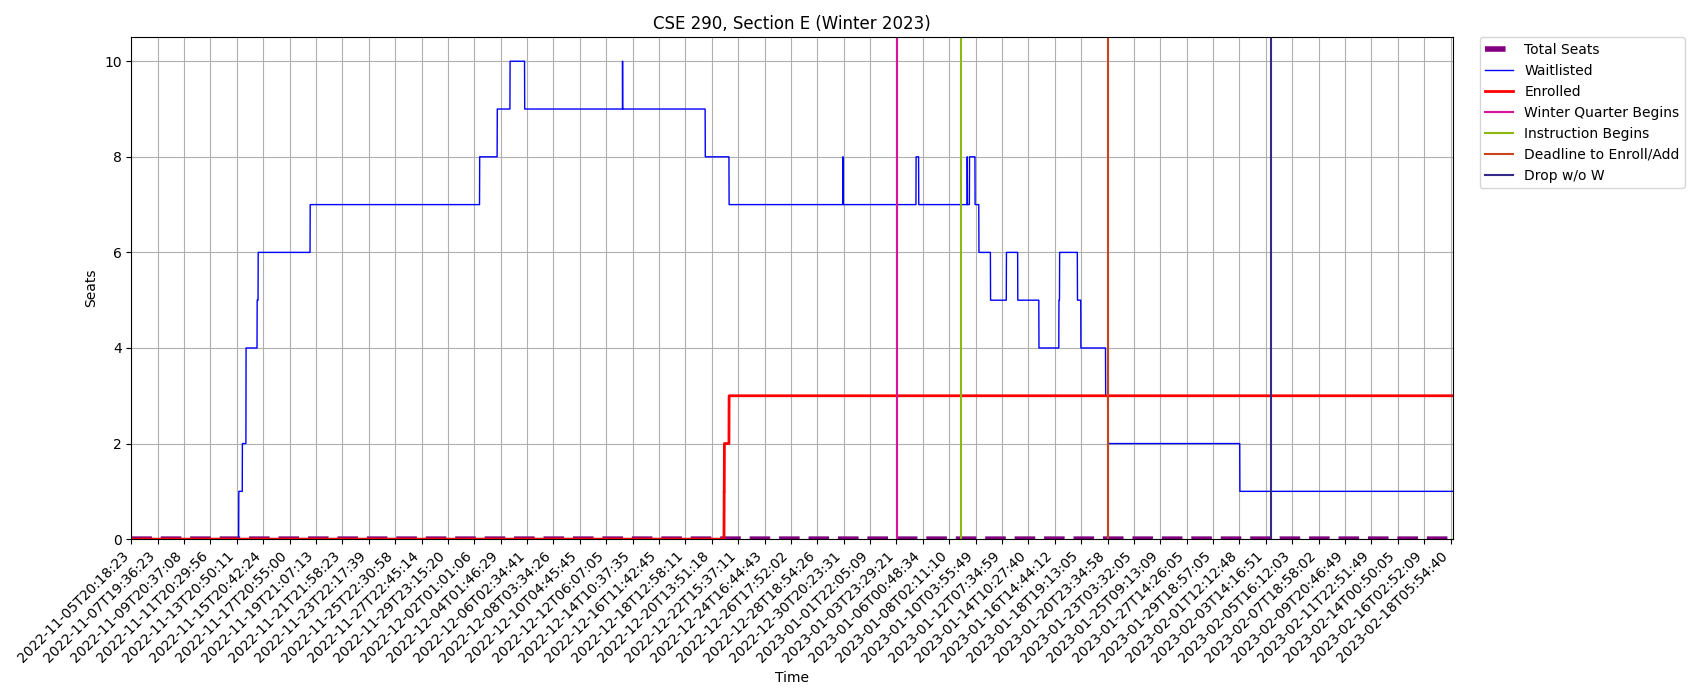 CSE 290, Section E (Winter 2023)
Seats
10
8
6
4
2
0
Total Seats
Waitlisted
Enrolled
Winter Quarter Begins
Instruction Begins
Deadline to Enroll/Add
Drop w/o W
2022-11-05T20:18:23
2022-11-07T19:36:23
2022-11-09T20:37:08
2022-11-11T20:29:56
2022-11-13T20:50:11
2022-11-15T20:42:24
2022-11-17T20:55:00
2022-11-19T21:07:13
2022-11-21T21:58:23
2022-11-23T22:17:39
2022-11-25T22:30:58
2022-11-27T22:45:14
2022-11-29T23:15:20
2022-12-02T01:01:06
2022-12-04T01:46:29
2022-12-06T02:34:41
2022-12-08T03:34:26
2022-12-10T04:45:45
2022-12-12T06:07:05
2022-12-14T10:37:35
2022-12-16T11:42:45
2022-12-18T12:58:11
2022-12-20T13:51:18
2022-12-22T15:37:11
2022-12-24T16:44:43
2022-12-26T17:52:02
2022-12-28T18:54:26
2022-12-30T20:23:31
2023-01-01T22:05:09
2023-01-03T23:29:21
2023-01-06T00:48:34
2023-01-08T02:11:10
2023-01-10T03:55:49
2023-01-12T07:34:59
2023-01-14T10:27:40
2023-01-16T14:44:12
2023-01-18T19:13:05
2023-01-20T23:34:58
2023-01-23T03:32:05
2023-01-25T09:13:09
2023-01-27T14:26:05
2023-01-29T18:57:05
2023-02-01T12:12:48
2023-02-03T14:16:51
2023-02-05T16:12:03
2023-02-07T18:58:02
2023-02-09T20:46:49
2023-02-11T22:51:49
2023-02-14T00:50:05
2023-02-16T02:52:09
2023-02-18T05:54:40
Time